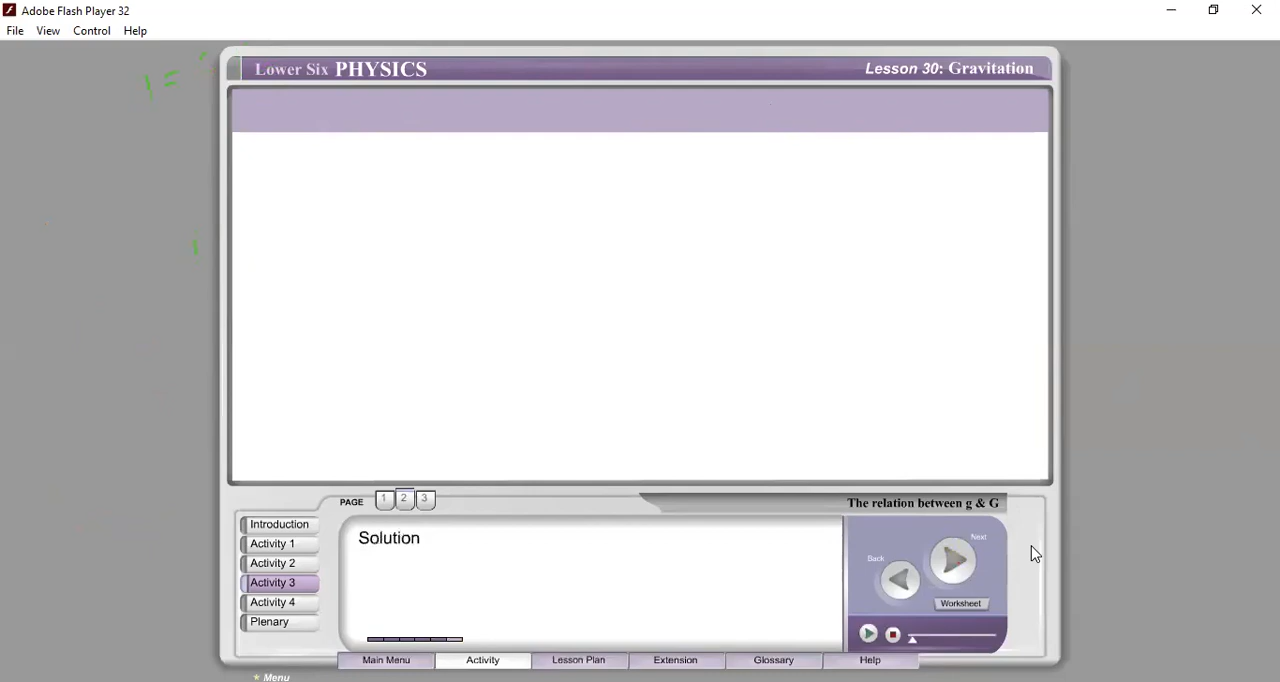 Adobe Flash Player 32
File View Control Help
Lower Six PHYSICS
Lesson 30: Gravitation
PAGE 1 2 3
The relation between g & G
Introduction
Activity 1
Activity 2
Activity 3
Activity 4
Plenary
Solution
Next
Back
Worksheet
Main Menu
Activity
Lesson Plan
Extension
Glossary
Help
Menu